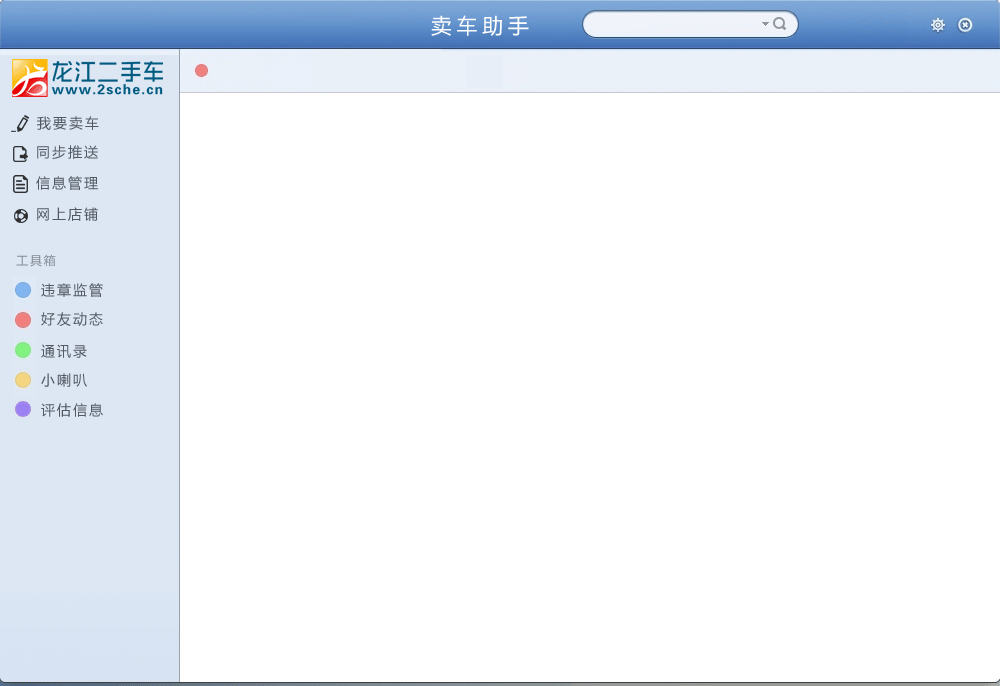 卖车助手
龙江二手车
www.2sche.cn
我要卖车
同步推送
信息管理
网上店铺
工具箱
违章监管
好友动态
通讯录
小喇叭
评估信息